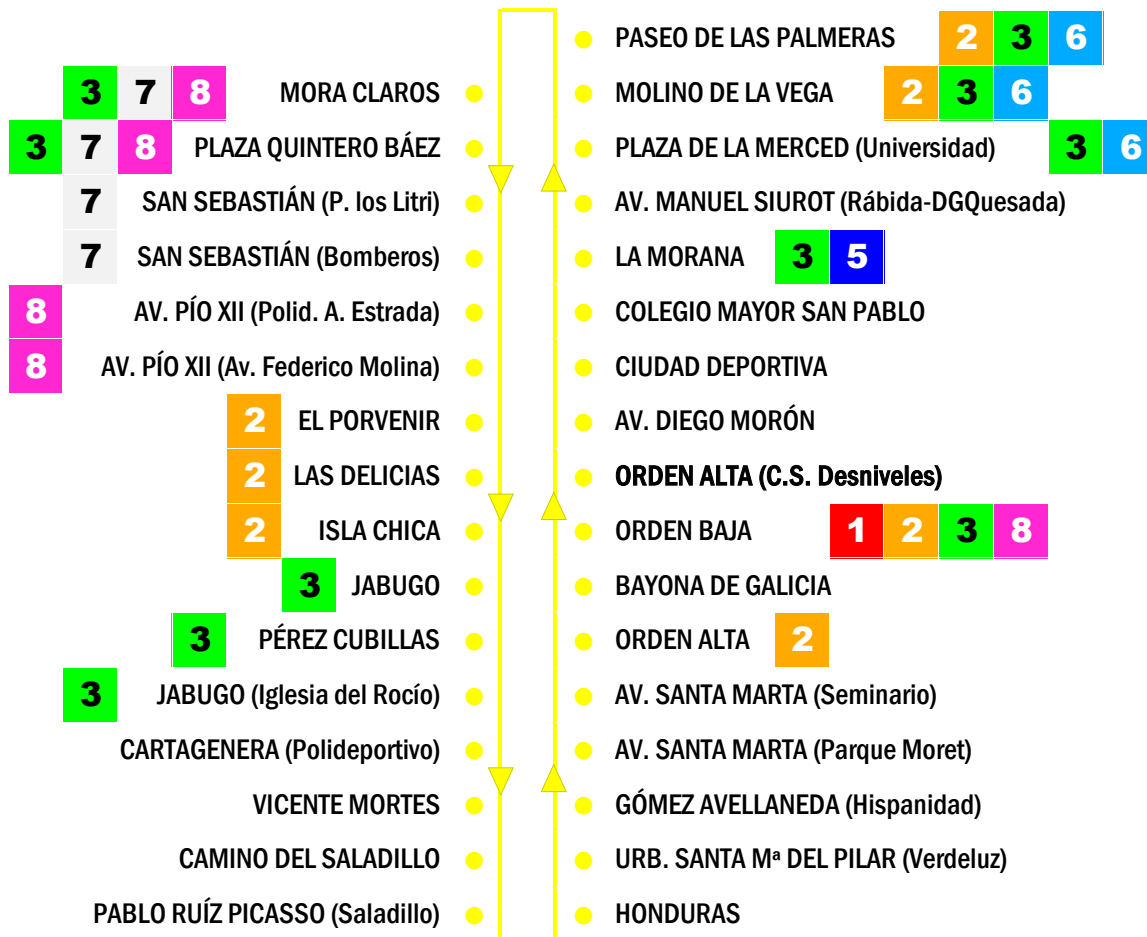 PASEO DE LAS PALMERAS 2 3 6
3 7 8 MORA CLAROS
MOLINO DE LA VEGA 2 3 6
3 7 8 PLAZA QUINTERO BÁEZ
PLAZA DE LA MERCED (Universidad) 3 6
7 SAN SEBASTIÁN (P. los Litri)
AV. MANUEL SIUROT (Rábida-DGQuesada)
7 SAN SEBASTIÁN (Bomberos)
LA MORANA 3 5
8 AV. PÍO XII (Polid. A. Estrada)
COLEGIO MAYOR SAN PABLO
8 AV. PÍO XII (Av. Federico Molina)
CIUDAD DEPORTIVA
2 EL PORVENIR
AV. DIEGO MORÓN
2 LAS DELICIAS
ORDEN ALTA (C.S. Desniveles)
2 ISLA CHICA
ORDEN BAJA 1 2 3 8
3 JABUGO
BAYONA DE GALICIA
3 PÉREZ CUBILLAS
ORDEN ALTA 2
3 JABUGO (Iglesia del Rocío)
AV. SANTA MARTA (Seminario)
CARTAGENERA (Polideportivo)
AV. SANTA MARTA (Parque Moret)
VICENTE MORTES
GÓMEZ AVELLANEDA (Hispanidad)
CAMINO DEL SALADILLO
URB. SANTA Mª DEL PILAR (Verdeluz)
PABLO RUÍZ PICASSO (Saladillo)
HONDURAS